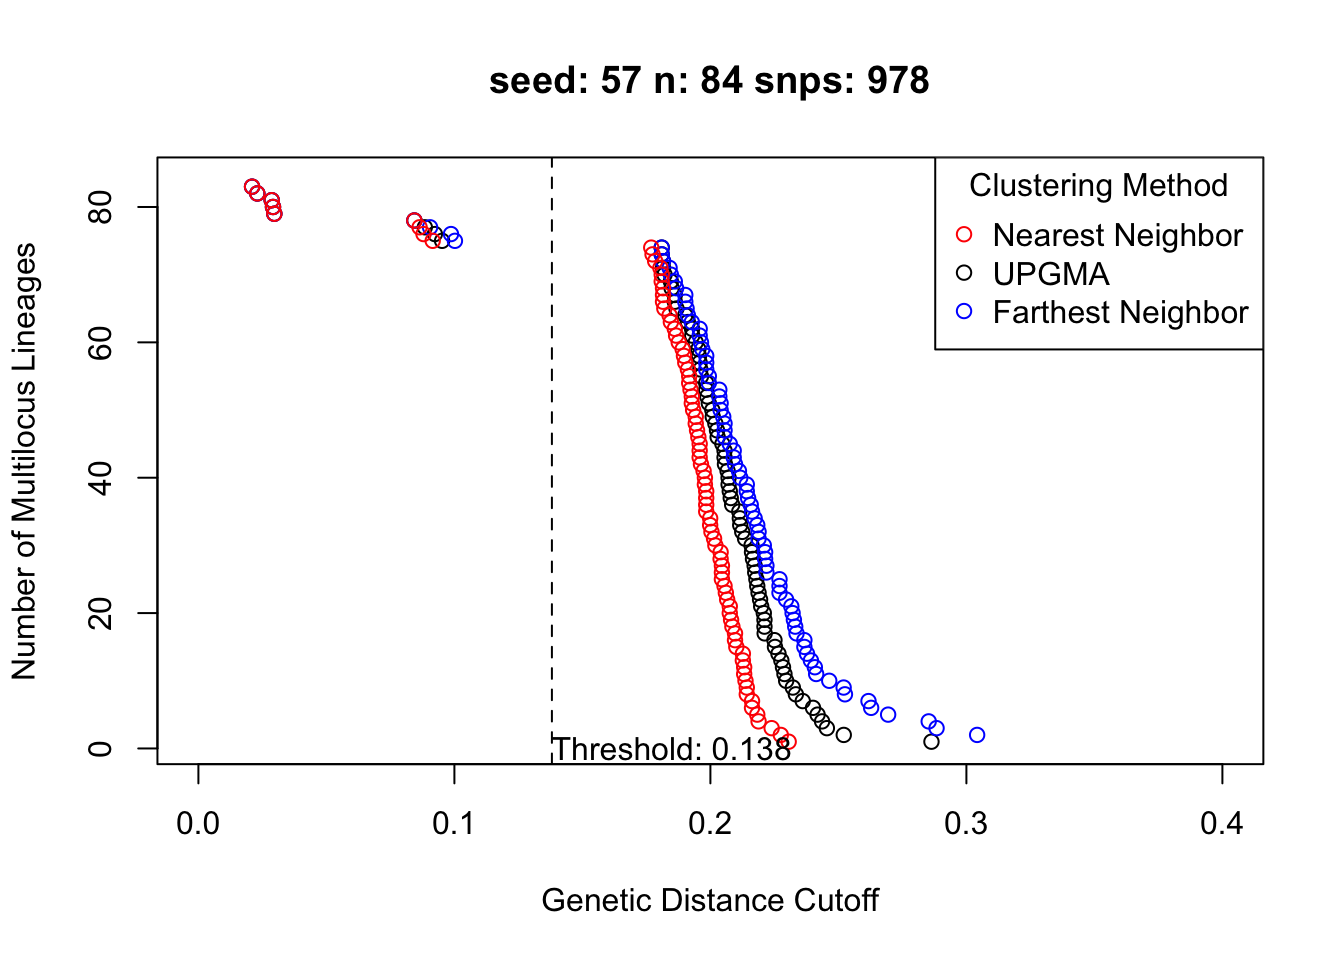 seed: 57 n: 84 snps: 978
Clustering Method
Nearest Neighbor
UPGMA
Farthest Neighbor
Number of Multilocus Lineages
80
60
40
20
0
Threshold: 0.138
0.0 0.1 0.2 0.3 0.4
Genetic Distance Cutoff